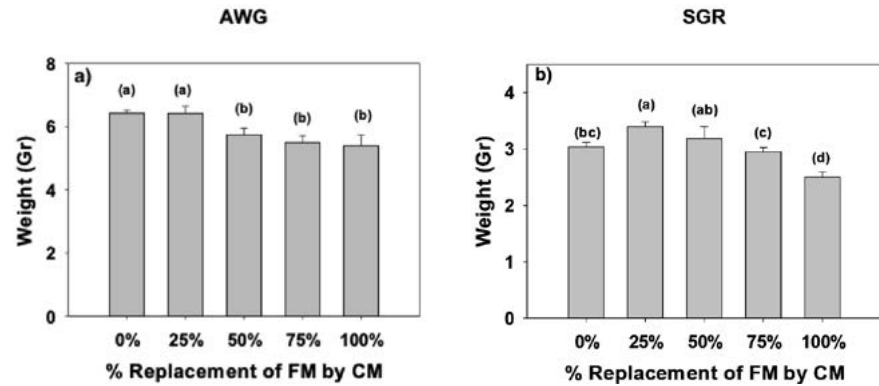 AWG
a)
8
6
4
2
0
Weight (Gr)
(a)
(a)
(b)
(b)
(b)
0% 25% 50% 75% 100%
% Replacement of FM by CM
SGR
b)
4
3
2
1
0
Weight (Gr)
(bc)
(a)
(ab)
(c)
(d)
0% 25% 50% 75% 100%
% Replacement of FM by CM